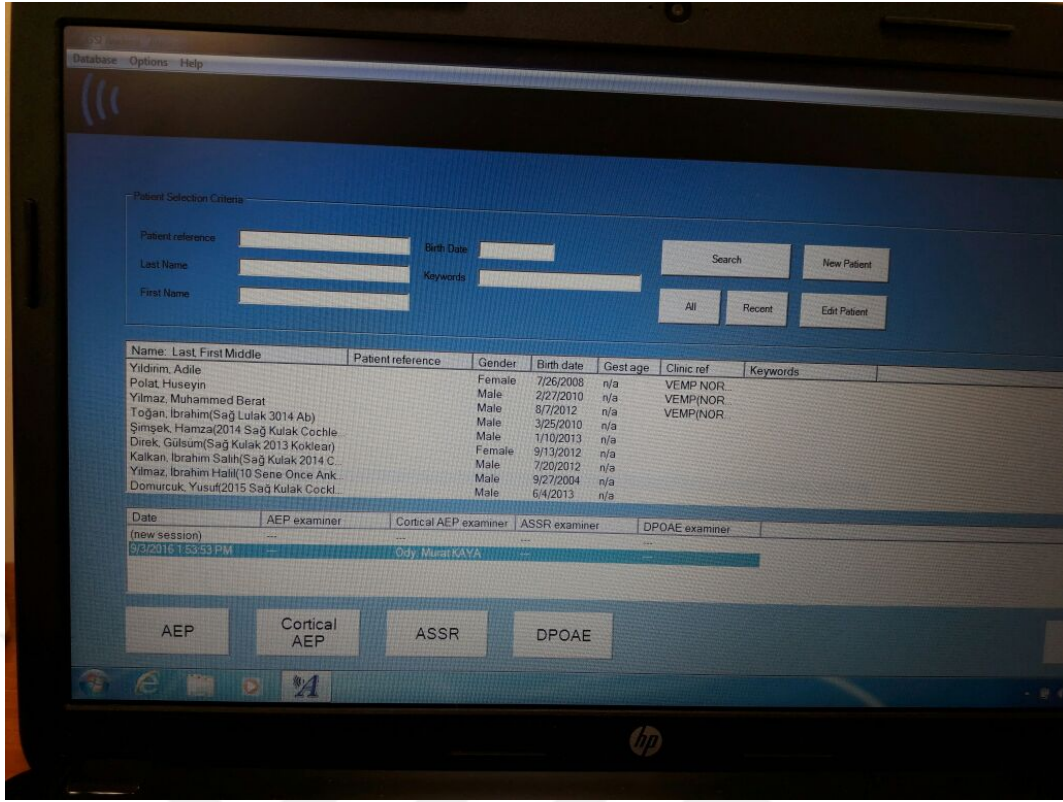 Database Options Help
Patient Selection Criteria
Patient reference
Birth Date
Search
New Patient
Last Name
Keywords
First Name
All
Recent
Edit Patient
Name: Last, First Middle Patient reference Gender Birth date Gest age Clinic ref Keywords
Yildirim, Adile Female 7/26/2008 n/a VEMP NOR...
Polat, Huseyin Male 2/27/2010 n/a VEMP(NOR...
Yilmaz, Muhammed Berat Male 8/7/2012 n/a VEMP(NOR...
Toğan, İbrahim(Sağ Lulak 3014 Ab) Male 3/25/2010 n/a
Şimşek, Hamza(2014 Sağ Kulak Cochle... Male 1/10/2013 n/a
Direk, Gülsüm(Sağ Kulak 2013 Koklear) Female 9/13/2012 n/a
Kalkan, İbrahim Salih(Sağ Kulak 2014 C... Male 7/20/2012 n/a
Yılmaz, İbrahim Halil(10 Sene Once Ank... Male 9/27/2004 n/a
Domurcuk, Yusuf(2015 Sağ Kulak Cockl... Male 6/4/2013 n/a
Date AEP examiner Cortical AEP examiner ASSR examiner DPOAE examiner
(new session) --- --- --- ---
9/3/2016 1:53:53 PM --- Ody. Murat KAYA --- ---
AEP
Cortical
AEP
ASSR
DPOAE
hp